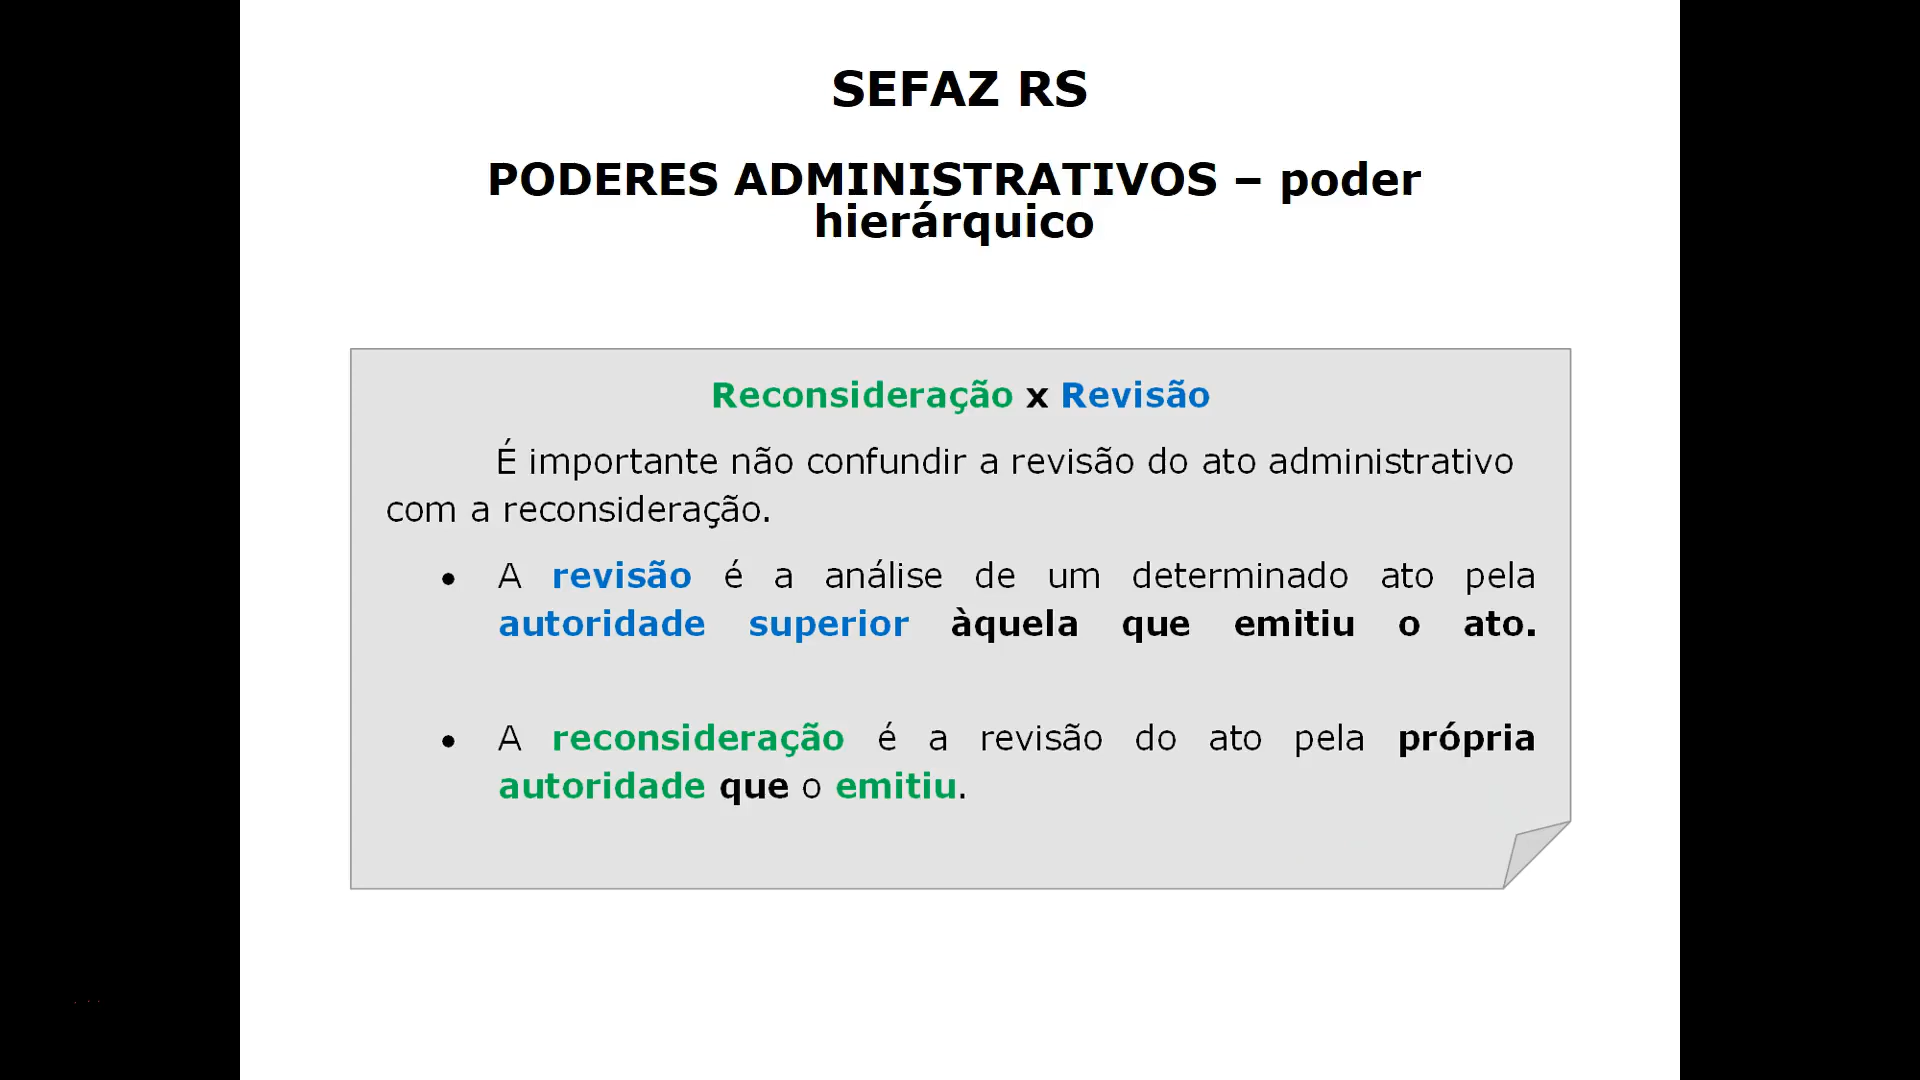 SEFAZ RS
PODERES ADMINISTRATIVOS – poder
hierárquico
Reconsideração x Revisão
É importante não confundir a revisão do ato administrativo
com a reconsideração.
• A revisão é a análise de um determinado ato pela
autoridade superior àquela que emitiu o ato.
• A reconsideração é a revisão do ato pela própria
autoridade que o emitiu.